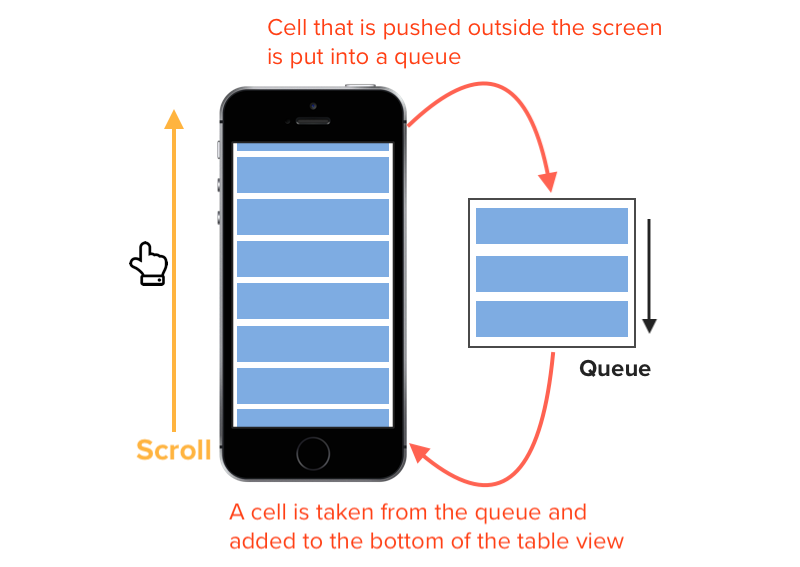 Cell that is pushed outside the screen
is put into a queue
Queue
Scroll
A cell is taken from the queue and
added to the bottom of the table view